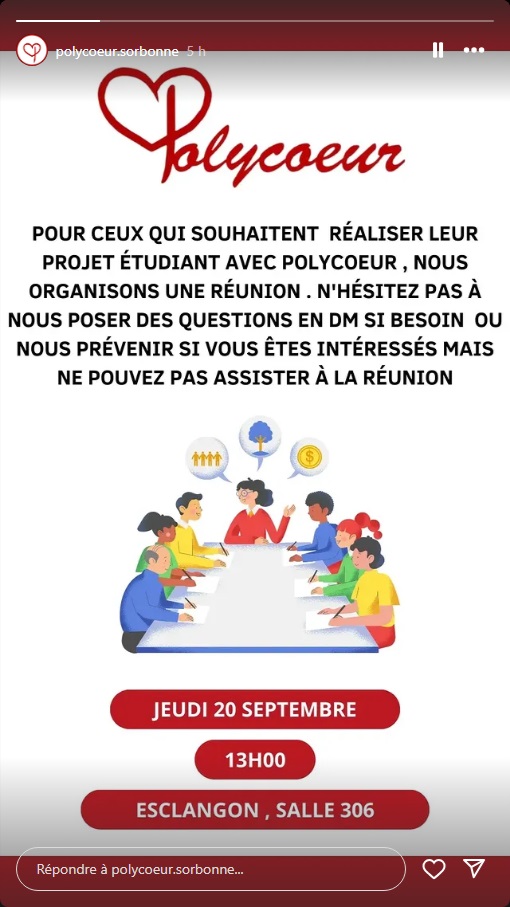 polycoeur.sorbonne 5 h
Polycoeur
POUR CEUX QUI SOUHAITENT RÉALISER LEUR
PROJET ÉTUDIANT AVEC POLYCOEUR , NOUS
ORGANISONS UNE RÉUNION . N'HÉSITEZ PAS À
NOUS POSER DES QUESTIONS EN DM SI BESOIN OU
NOUS PRÉVENIR SI VOUS ÊTES INTÉRESSÉS MAIS
NE POUVEZ PAS ASSISTER À LA RÉUNION
$
JEUDI 20 SEPTEMBRE
13H00
ESCLANGON , SALLE 306
Répondre à polycoeur.sorbonne...